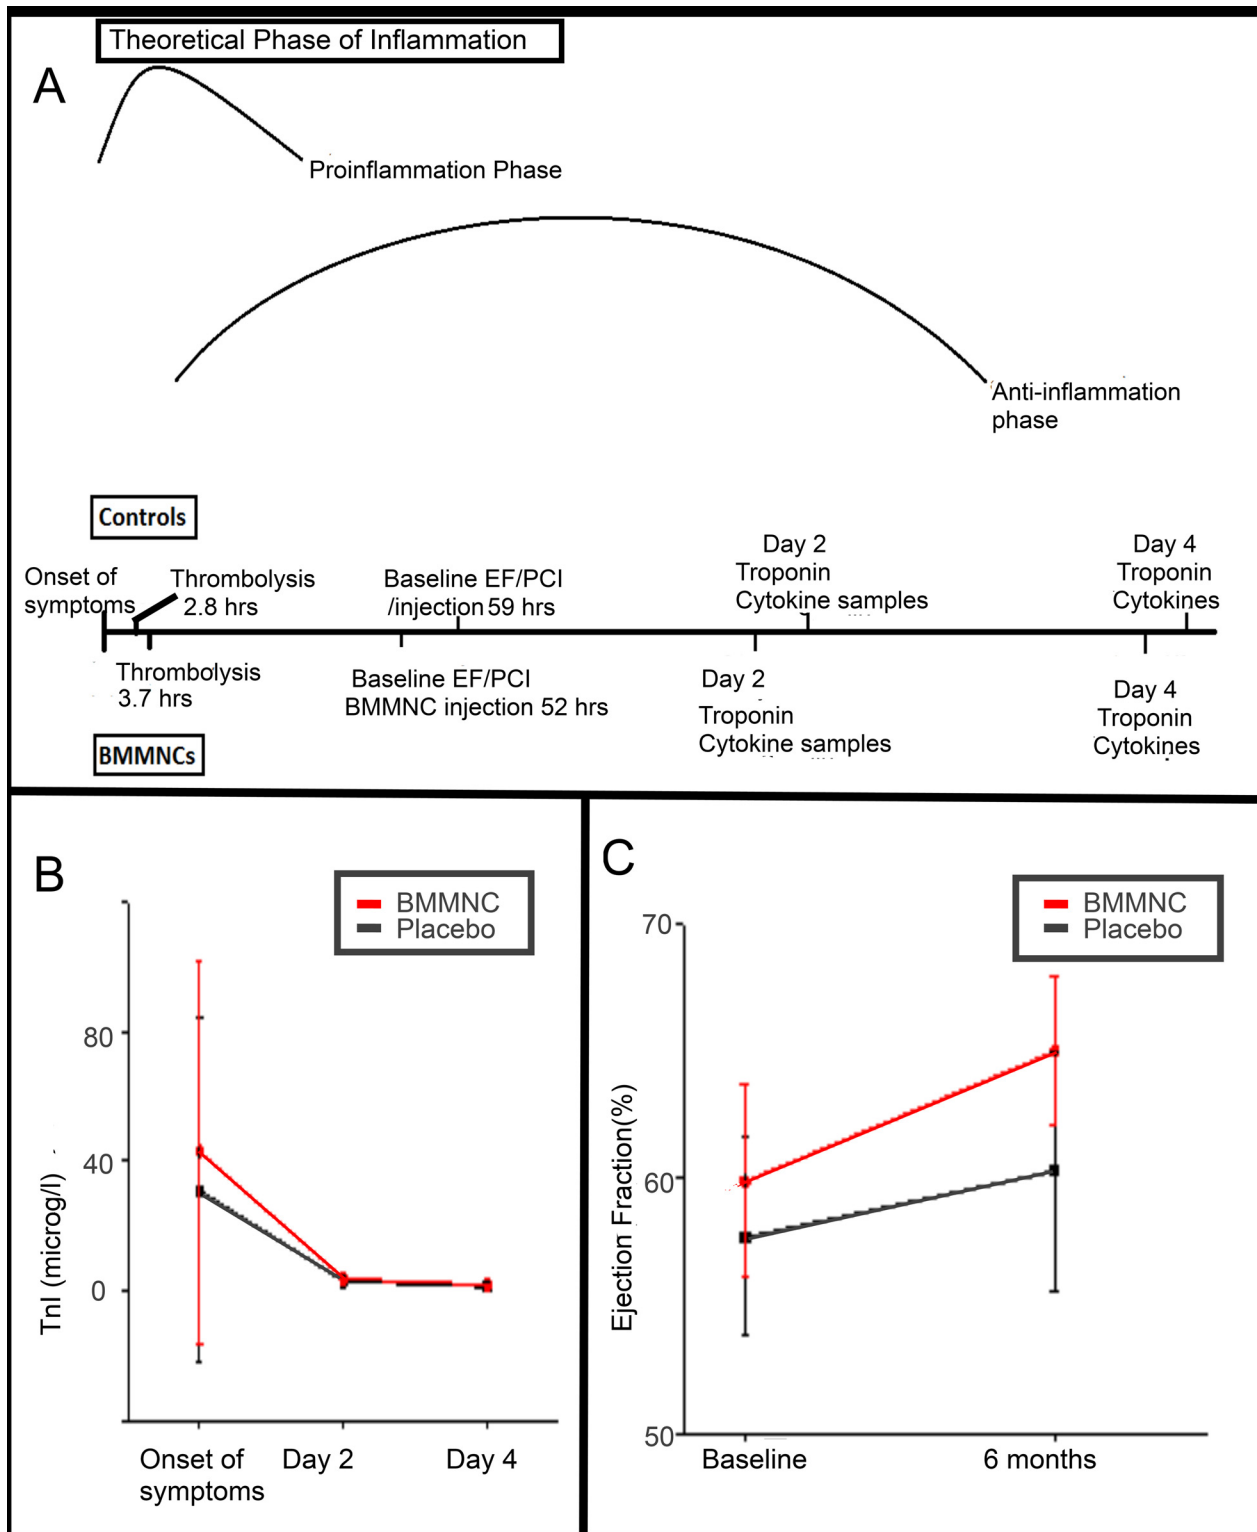 Theoretical Phase of Inflammation
A
Proinflammation Phase
Anti-inflammation
phase
Controls
Onset of
symptoms
Thrombolysis
2.8 hrs
Baseline EF/PCI
/injection 59 hrs
Day 2
Troponin
Cytokine samples
Day 4
Troponin
Cytokines
Thrombolysis
3.7 hrs
Baseline EF/PCI
BMMNC injection 52 hrs
Day 2
Troponin
Cytokine samples
Day 4
Troponin
Cytokines
BMMNCs
B
BMMNC
Placebo
80
40
0
TnI (microg/l)
Onset of
symptoms
Day 2
Day 4
C
BMMNC
Placebo
70
60
50
Ejection Fraction(%)
Baseline
6 months